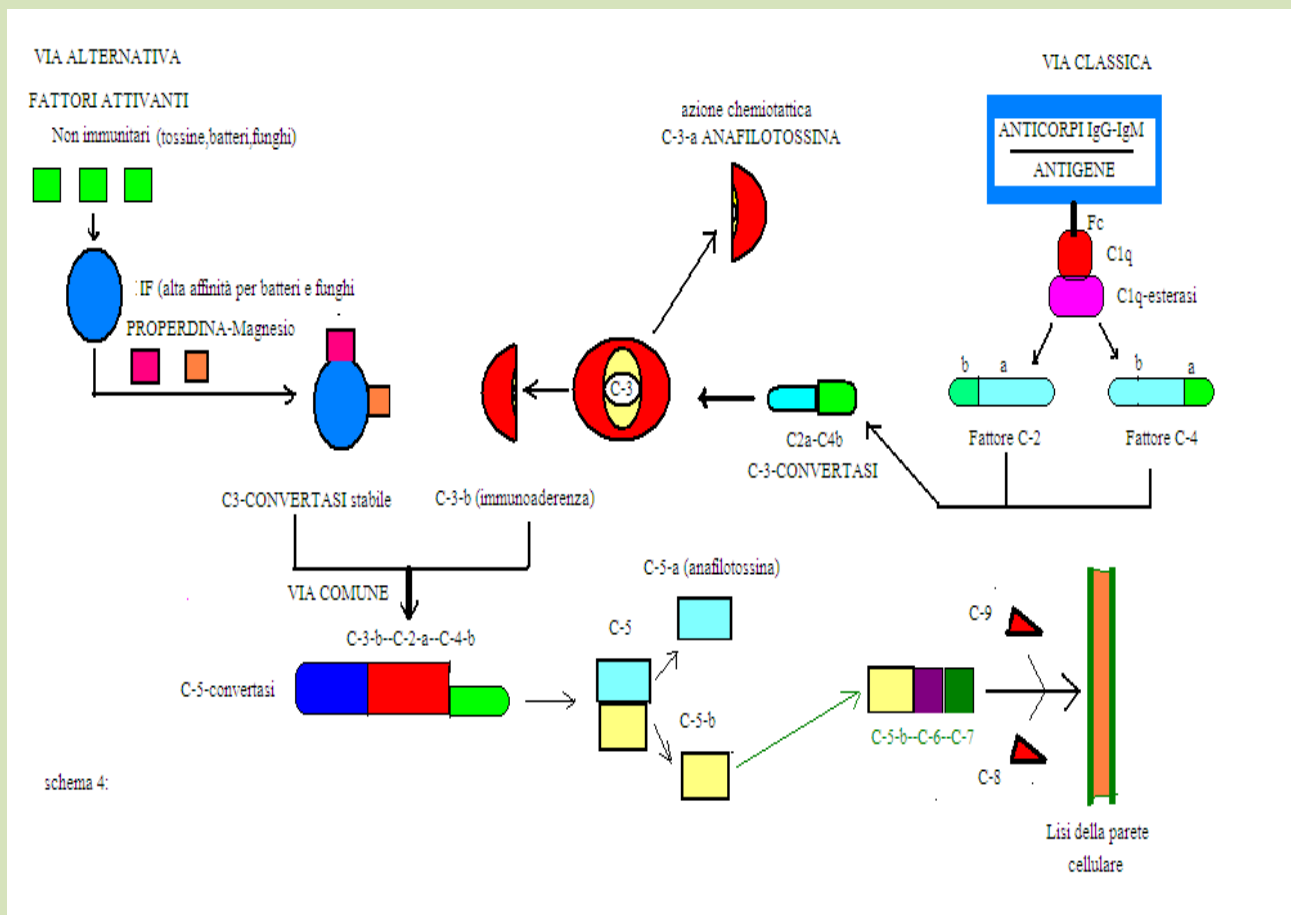 VIA ALTERNATIVA
FATTORI ATTIVANTI
Non immunitari (tossine,batteri,funghi)
IF (alta affinità per batteri e funghi
PROPERDINA-Magnesio
C3-CONVERTASI stabile
azione chemiotattica
C-3-a ANAFILOTOSSINA
C-3
C-3-b (immunoaderenza)
C2a-C4b
C-3-CONVERTASI
VIA CLASSICA
ANTICORPI IgG-IgM
ANTIGENE
Fc
C1q
C1q-esterasi
b a
Fattore C-2
b a
Fattore C-4
VIA COMUNE
C-3-b--C-2-a--C-4-b
C-5-convertasi
C-5
C-5-a (anafilotossina)
C-5-b
C-5-b--C-6--C-7
C-9
C-8
Lisi della parete
cellulare
schema 4: